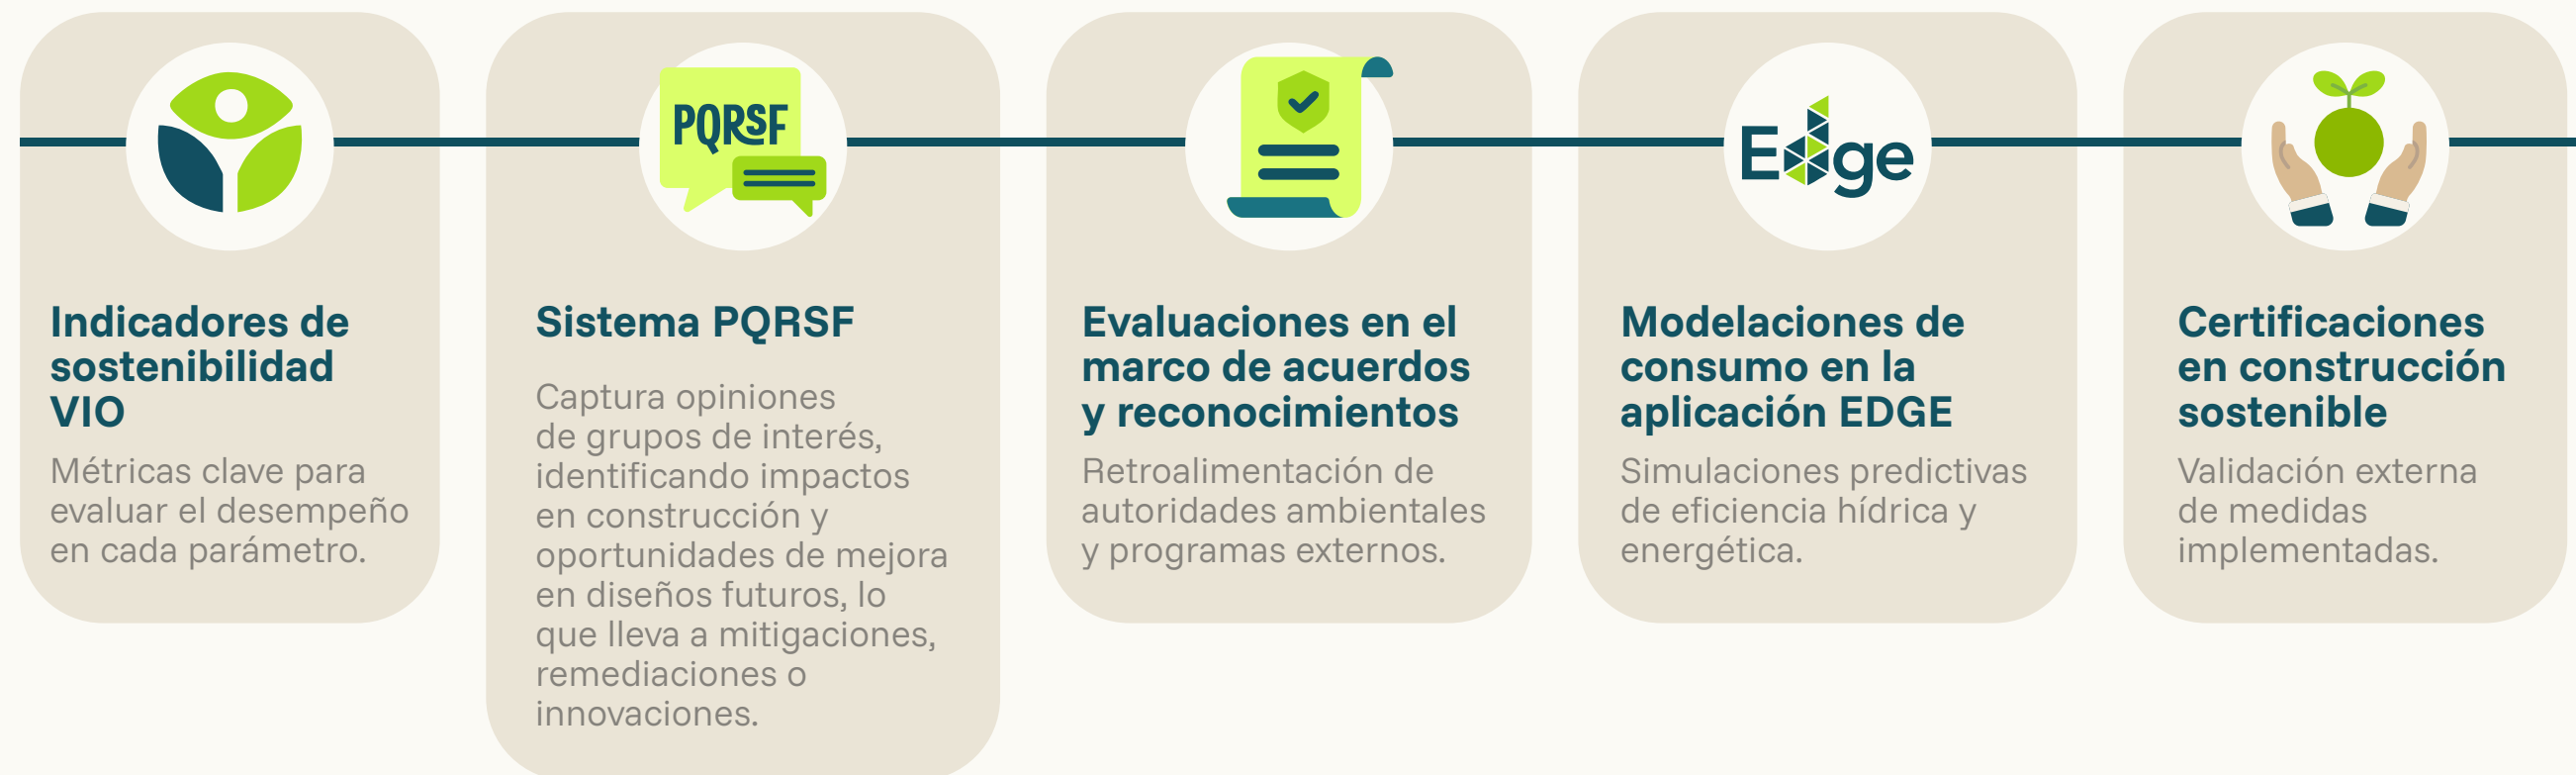 Indicadores de
sostenibilidad
VIO
Métricas clave para
evaluar el desempeño
en cada parámetro.
PQRSF
Sistema PQRSF
Captura opiniones
de grupos de interés,
identificando impactos
en construcción y
oportunidades de mejora
en diseños futuros, lo
que lleva a mitigaciones,
remediaciones o
innovaciones.
Evaluaciones en el
marco de acuerdos
y reconocimientos
Retroalimentación de
autoridades ambientales
y programas externos.
Edge
Modelaciones de
consumo en la
aplicación EDGE
Simulaciones predictivas
de eficiencia hídrica y
energética.
Certificaciones
en construcción
sostenible
Validación externa
de medidas
implementadas.